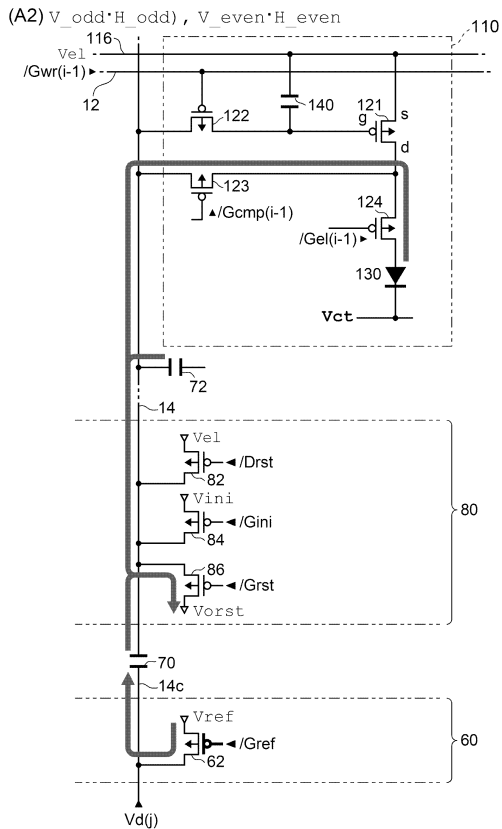 (A2) V_odd·H_odd), V_even·H_even
116
110
Vel
/Gwr(i-1)
12
122
140
121
g
s
d
123
124
/Gcmp(i-1)
/Gel(i-1)
130
Vct
72
14
Vel
/Drst
82
Vini
80
/Gini
84
86
/Grst
Vorst
70
14c
Vref
/Gref
60
62
Vd(j)